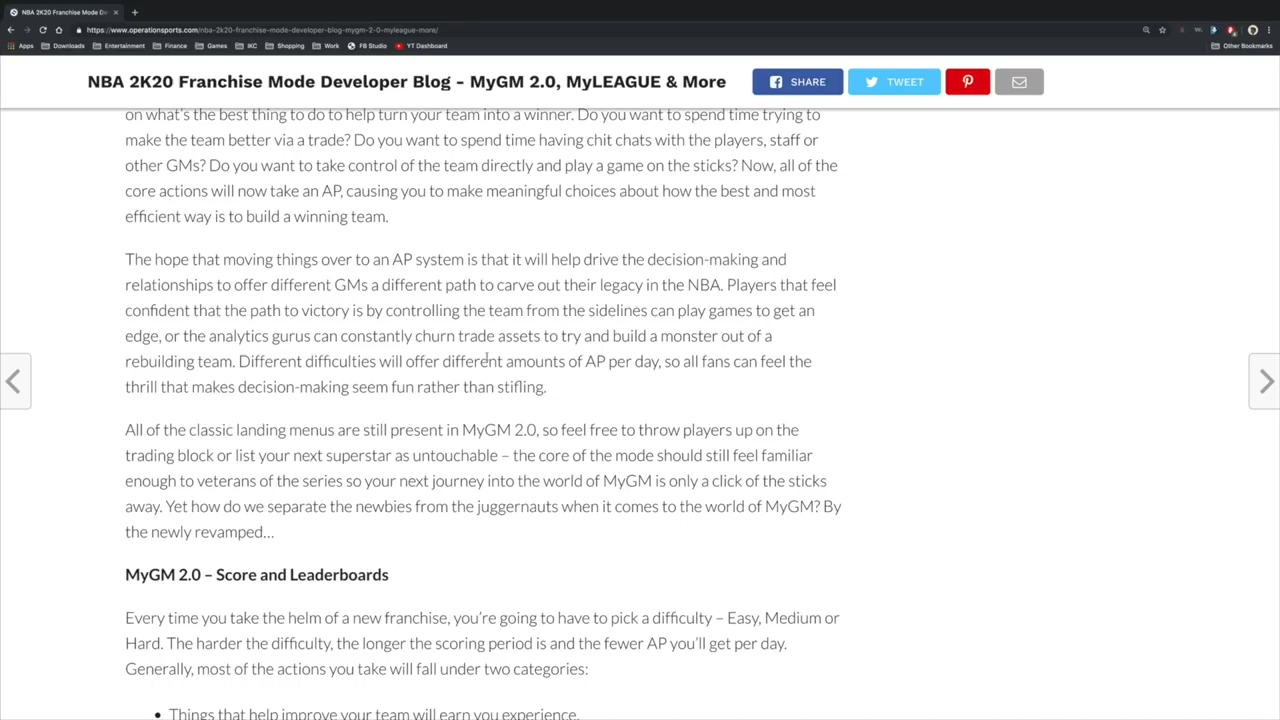 NBA 2K20 Franchise Mode De
https://www.operationsports.com/nba-2k20-franchise-mode-developer-blog-mygm-2-0-myleague-more/
Apps Downloads Entertainment Finance Games IKC Shopping Work FB Studio YT Dashboard Other Bookmarks
NBA 2K20 Franchise Mode Developer Blog - MyGM 2.0, MyLEAGUE & More SHARE TWEET
on what's the best thing to do to help turn your team into a winner. Do you want to spend time trying to
make the team better via a trade? Do you want to spend time having chit chats with the players, staff or
other GMs? Do you want to take control of the team directly and play a game on the sticks? Now, all of the
core actions will now take an AP, causing you to make meaningful choices about how the best and most
efficient way is to build a winning team.
The hope that moving things over to an AP system is that it will help drive the decision-making and
relationships to offer different GMs a different path to carve out their legacy in the NBA. Players that feel
confident that the path to victory is by controlling the team from the sidelines can play games to get an
edge, or the analytics gurus can constantly churn trade assets to try and build a monster out of a
rebuilding team. Different difficulties will offer different amounts of AP per day, so all fans can feel the
thrill that makes decision-making seem fun rather than stifling.
All of the classic landing menus are still present in MyGM 2.0, so feel free to throw players up on the
trading block or list your next superstar as untouchable – the core of the mode should still feel familiar
enough to veterans of the series so your next journey into the world of MyGM is only a click of the sticks
away. Yet how do we separate the newbies from the juggernauts when it comes to the world of MyGM? By
the newly revamped…
MyGM 2.0 – Score and Leaderboards
Every time you take the helm of a new franchise, you're going to have to pick a difficulty – Easy, Medium or
Hard. The harder the difficulty, the longer the scoring period is and the fewer AP you'll get per day.
Generally, most of the actions you take will fall under two categories:
• Things that help improve your team will earn you experience.